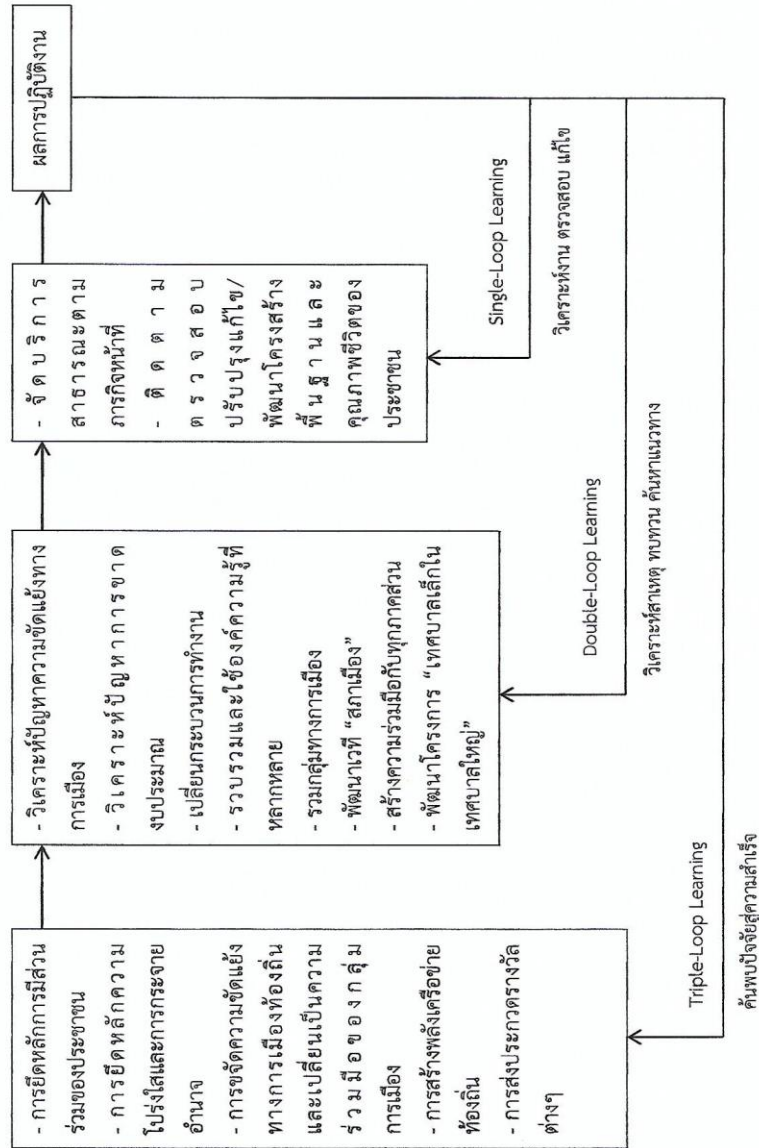 - การยึดหลักการมีส่วน
ร่วมของประชาชน
- การยึดหลักความ
โปร่งใสและการกระจาย
อำนาจ
- การขจัดความขัดแย้ง
ทางการเมืองท้องถิ่น
และเปลี่ยนเป็นความ
ร่วมมือของกลุ่ม
การเมือง
- การสร้างพลังเครือข่าย
ท้องถิ่น
- การส่งประกวดรางวัล
ต่างๆ
- วิเคราะห์ปัญหาความขัดแย้งทาง
การเมือง
- วิเคราะห์ปัญหาการขาด
งบประมาณ
- เปลี่ยนกระบวนการทำงาน
- รวบรวมและใช้องค์ความรู้ที่
หลากหลาย
- รวมกลุ่มทางการเมือง
- พัฒนาเวที “สภาเมือง”
- สร้างความร่วมมือกับทุกภาคส่วน
- พัฒนาโครงการ “เทศบาลเล็กใน
เทศบาลใหญ่”
- จัดบริการ
สาธารณะตาม
ภารกิจหน้าที่
- ติดตาม
ตรวจสอบ
ปรับปรุงแก้ไข/
พัฒนาโครงสร้าง
พื้นฐานและ
คุณภาพชีวิตของ
ประชาชน
ผลการปฏิบัติงาน
Single-Loop Learning
วิเคราะห์งาน ตรวจสอบ แก้ไข
Double-Loop Learning
วิเคราะห์สาเหตุ ทบทวน ค้นหาแนวทาง
Triple-Loop Learning
ค้นพบปัจจัยสู่ความสำเร็จ